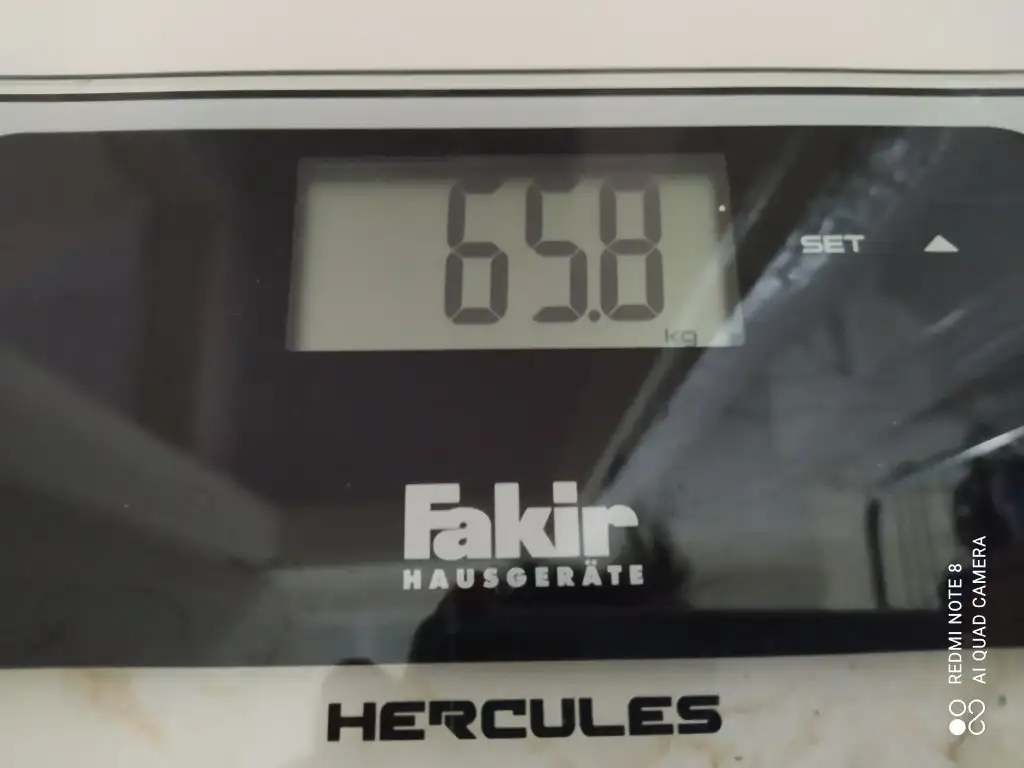 65.8
kg
SET
Fakir
HAUSGERÄTE
HERCULES
REDMI NOTE 8
AI QUAD CAMERA